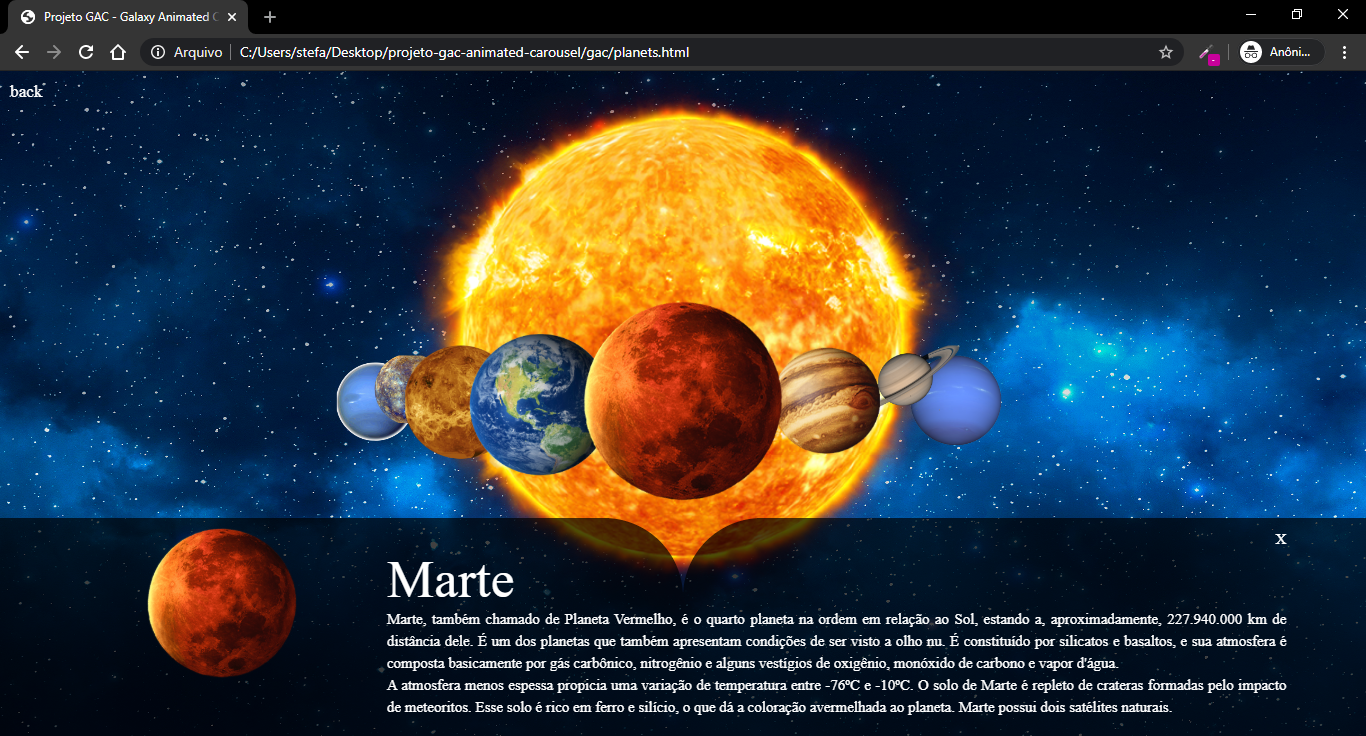 Projeto GAC - Galaxy Animated C
Arquivo
C:/Users/stefa/Desktop/projeto-gac-animated-carousel/gac/planets.html
Anôni...
back
x
Marte
Marte, também chamado de Planeta Vermelho, é o quarto planeta na ordem em relação ao Sol, estando a, aproximadamente, 227.940.000 km de
distância dele. É um dos planetas que também apresentam condições de ser visto a olho nu. É constituído por silicatos e basaltos, e sua atmosfera é
composta basicamente por gás carbônico, nitrogênio e alguns vestígios de oxigênio, monóxido de carbono e vapor d'água.
A atmosfera menos espessa propicia uma variação de temperatura entre -76ºC e -10ºC. O solo de Marte é repleto de crateras formadas pelo impacto
de meteoritos. Esse solo é rico em ferro e silício, o que dá a coloração avermelhada ao planeta. Marte possui dois satélites naturais.